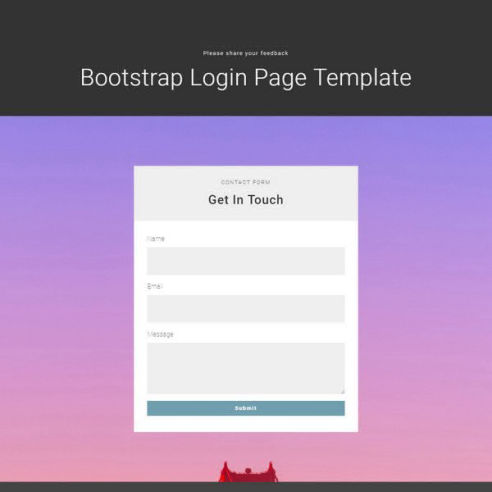 Please share your feedback
Bootstrap Login Page Template
CONTACT FORM
Get In Touch
Name
Email
Message
Submit